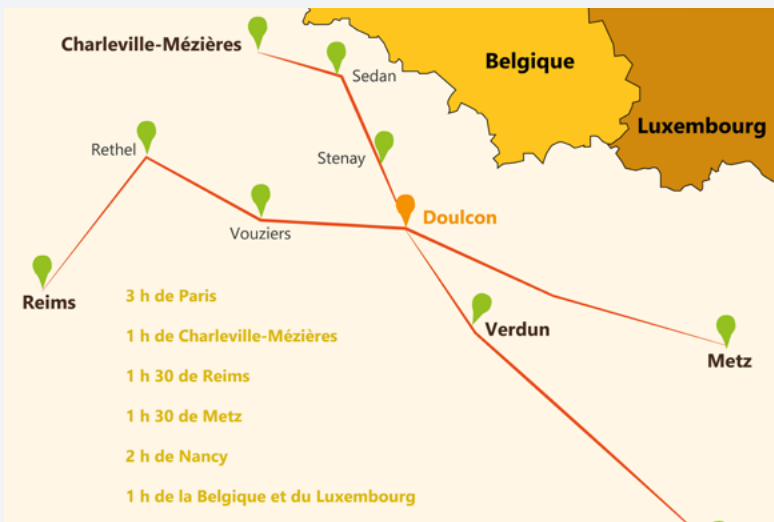 Charleville-Mézières
Belgique
Sedan
Luxembourg
Rethel
Stenay
Doulcon
Vouziers
Reims
Verdun
Metz
3 h de Paris
1 h de Charleville-Mézières
1 h 30 de Reims
1 h 30 de Metz
2 h de Nancy
1 h de la Belgique et du Luxembourg